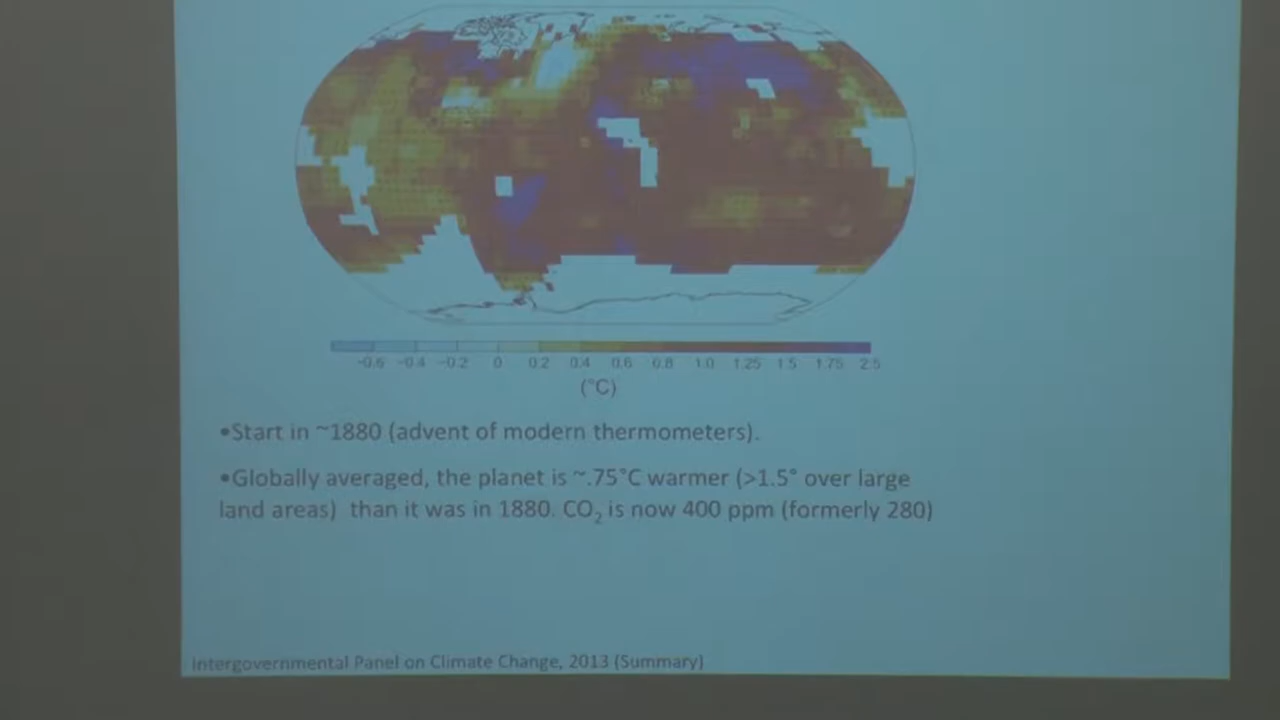 -0.6 -0.4 -0.2 0 0.2 0.4 0.6 0.8 1.0 1.25 1.5 1.75 2.5
(°C)
•Start in ~1880 (advent of modern thermometers).
•Globally averaged, the planet is ~.75°C warmer (>1.5° over large
land areas) than it was in 1880. CO₂ is now 400 ppm (formerly 280)
Intergovernmental Panel on Climate Change, 2013 (Summary)